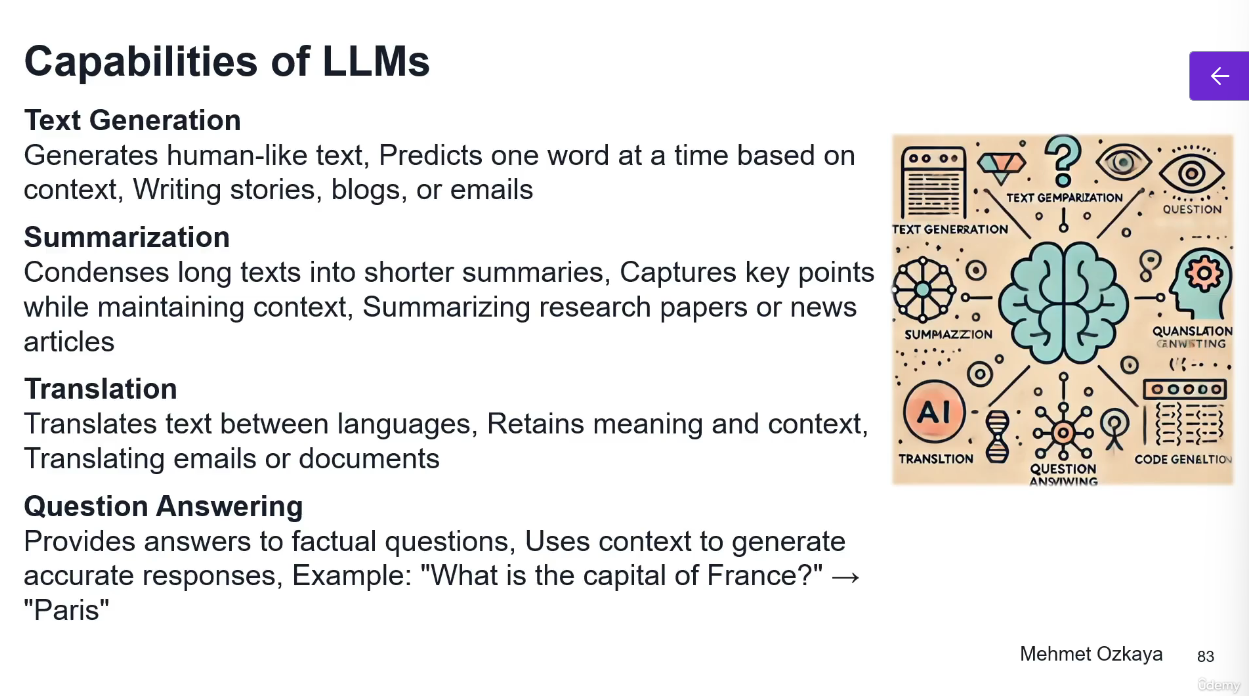 Capabilities of LLMs
Text Generation
Generates human-like text, Predicts one word at a time based on
context, Writing stories, blogs, or emails
Summarization
Condenses long texts into shorter summaries, Captures key points
while maintaining context, Summarizing research papers or news
articles
Translation
Translates text between languages, Retains meaning and context,
Translating emails or documents
Question Answering
Provides answers to factual questions, Uses context to generate
accurate responses, Example: "What is the capital of France?" →
"Paris"
TEXT GEMPARIZATION
QUESTION
TEXT GENERRATION
SUMPIAZZION
QUANSLATION
AI
TRANSLTION
QUESTION
CODE GENELTION
Mehmet Ozkaya
83
ûdemy